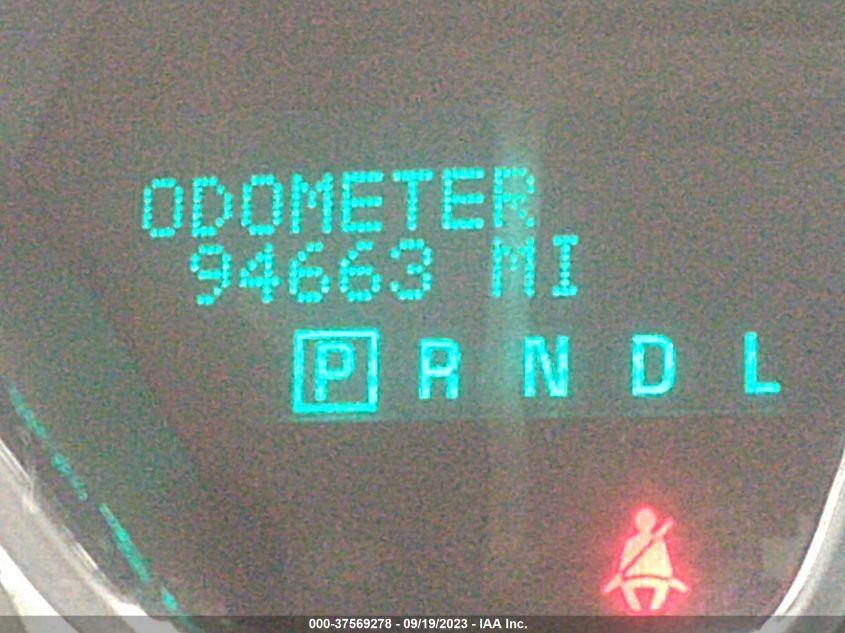 ODOMETER
94663 MI
P R N D L
000-37569278 - 09/19/2023 - IAA Inc.